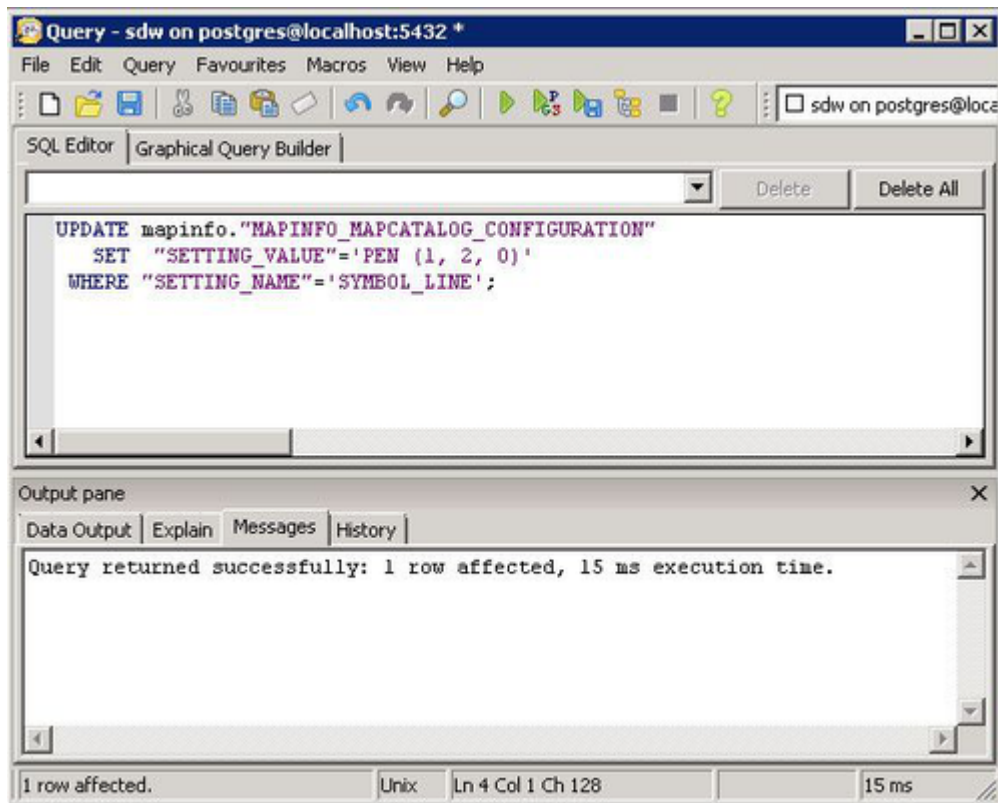 Query - sdw on postgres@localhost:5432 *
File Edit Query Favourites Macros View Help
sdw on postgres@loca
SQL Editor Graphical Query Builder
Delete Delete All
UPDATE mapinfo."MAPINFO_MAPCATALOG_CONFIGURATION"
SET "SETTING_VALUE"='PEN (1, 2, 0)'
WHERE "SETTING_NAME"='SYMBOL_LINE';
Output pane
Data Output Explain Messages History
Query returned successfully: 1 row affected, 15 ms execution time.
1 row affected. Unix Ln 4 Col 1 Ch 128 15 ms